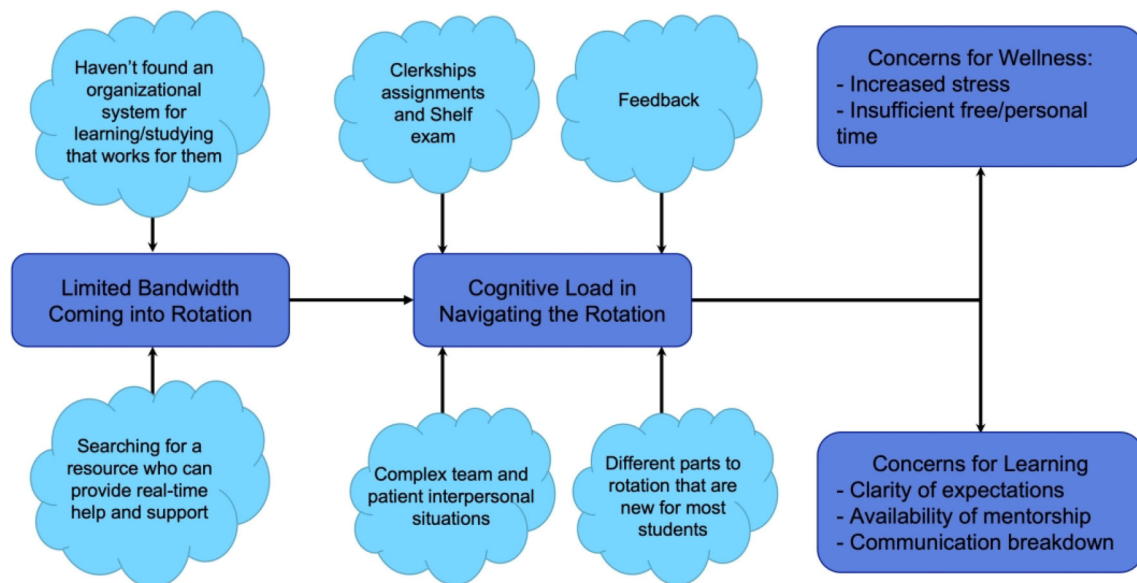 Haven’t found an
organizational
system for
learning/studying
that works for them
Clerkships
assignments
and Shelf
exam
Feedback
Concerns for Wellness:
- Increased stress
- Insufficient free/personal
time
Limited Bandwidth
Coming into Rotation
Cognitive Load in
Navigating the Rotation
Searching for a
resource who can
provide real-time
help and support
Complex team and
patient interpersonal
situations
Different parts to
rotation that are
new for most
students
Concerns for Learning
- Clarity of expectations
- Availability of mentorship
- Communication breakdown